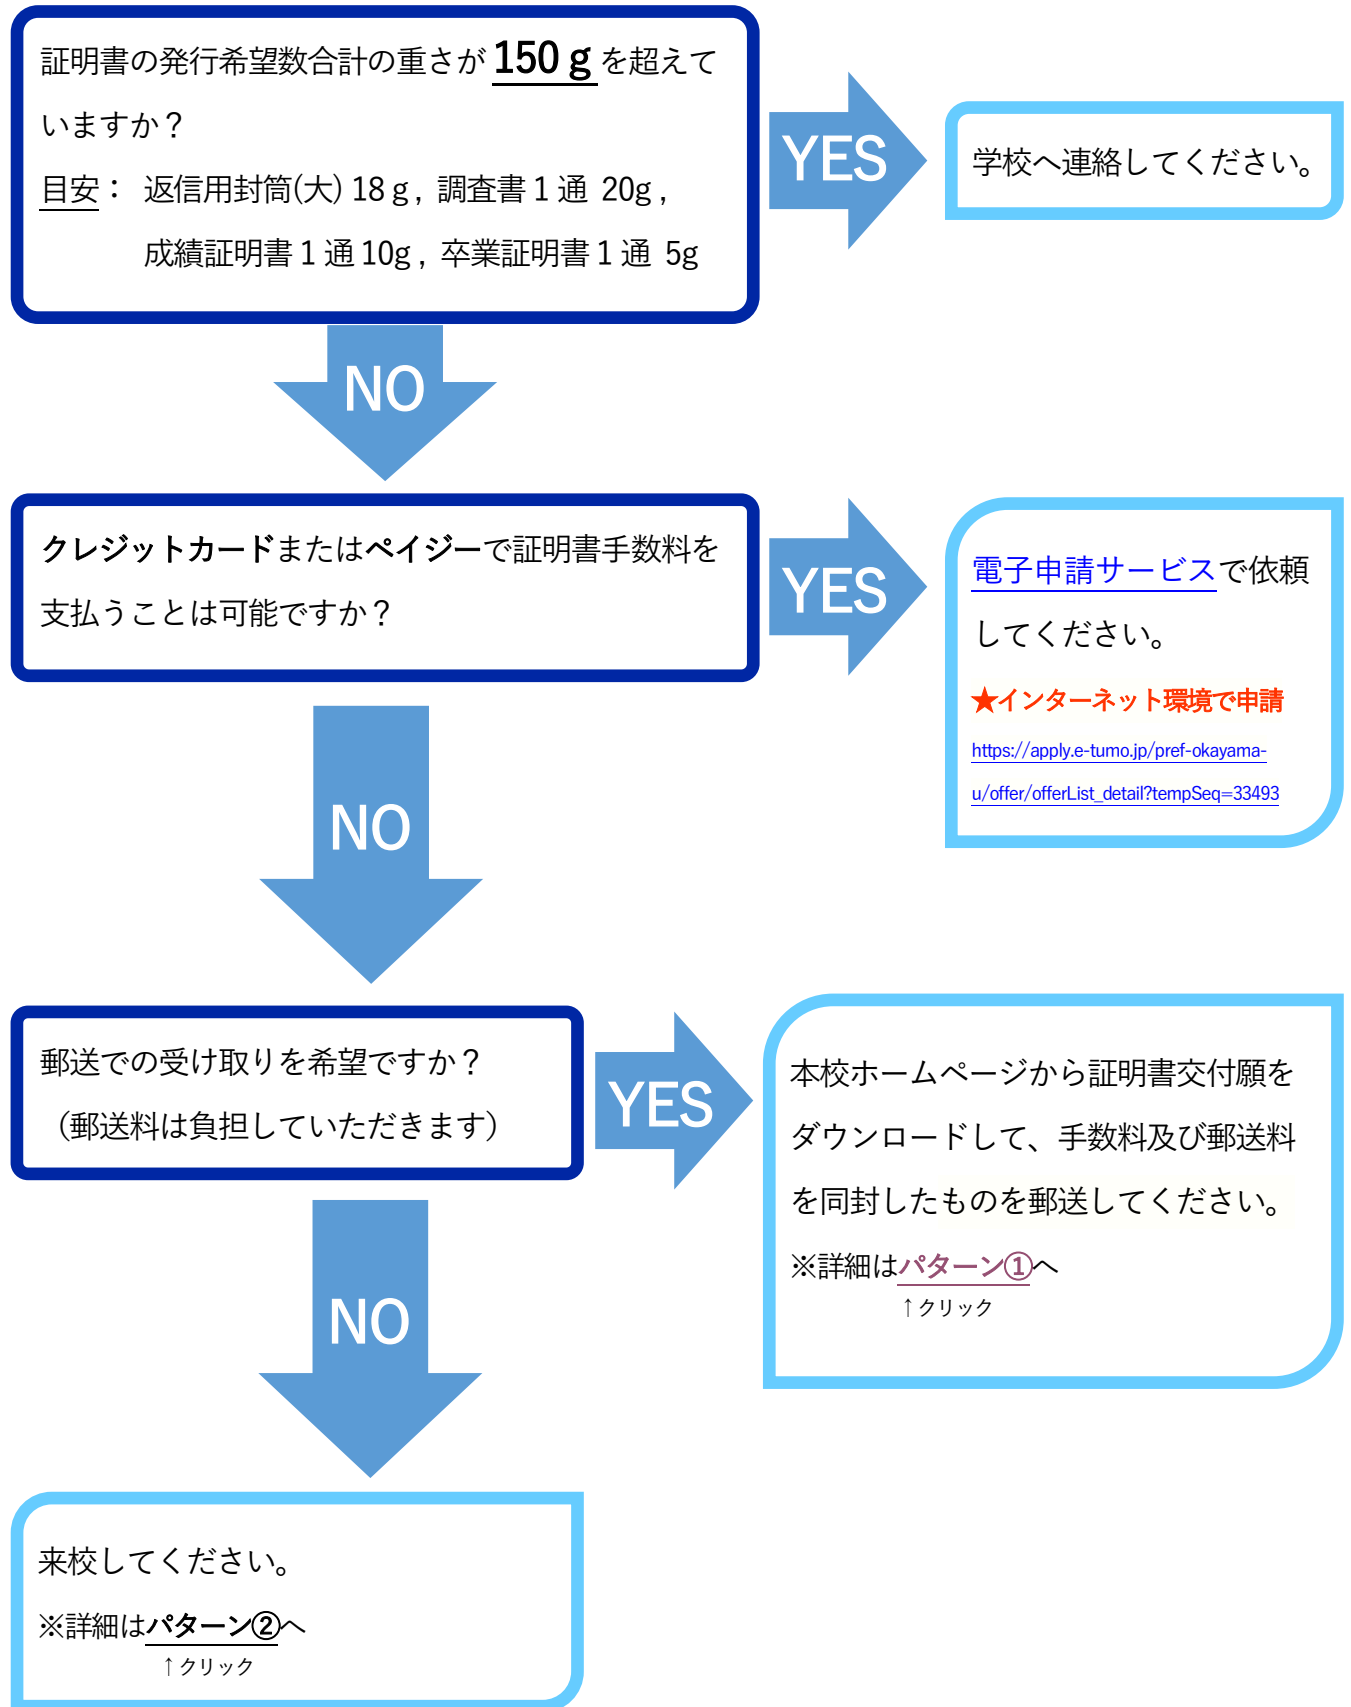 証明書の発行希望数合計の重さが 150 g を超えて
いますか？
目安： 返信用封筒(大) 18 g , 調査書 1 通 20g ,
成績証明書 1 通 10g , 卒業証明書 1 通 5g
YES
学校へ連絡してください。
NO
クレジットカードまたはペイジーで証明書手数料を
支払うことは可能ですか？
YES
電子申請サービスで依頼
してください。
★インターネット環境で申請
https://apply.e-tumo.jp/pref-okayama-
u/offer/offerList_detail?tempSeq=33493
NO
郵送での受け取りを希望ですか？
（郵送料は負担していただきます）
YES
本校ホームページから証明書交付願を
ダウンロードして、手数料及び郵送料
を同封したものを郵送してください。
※詳細はパターン①へ
↑クリック
NO
来校してください。
※詳細はパターン②へ
↑クリック